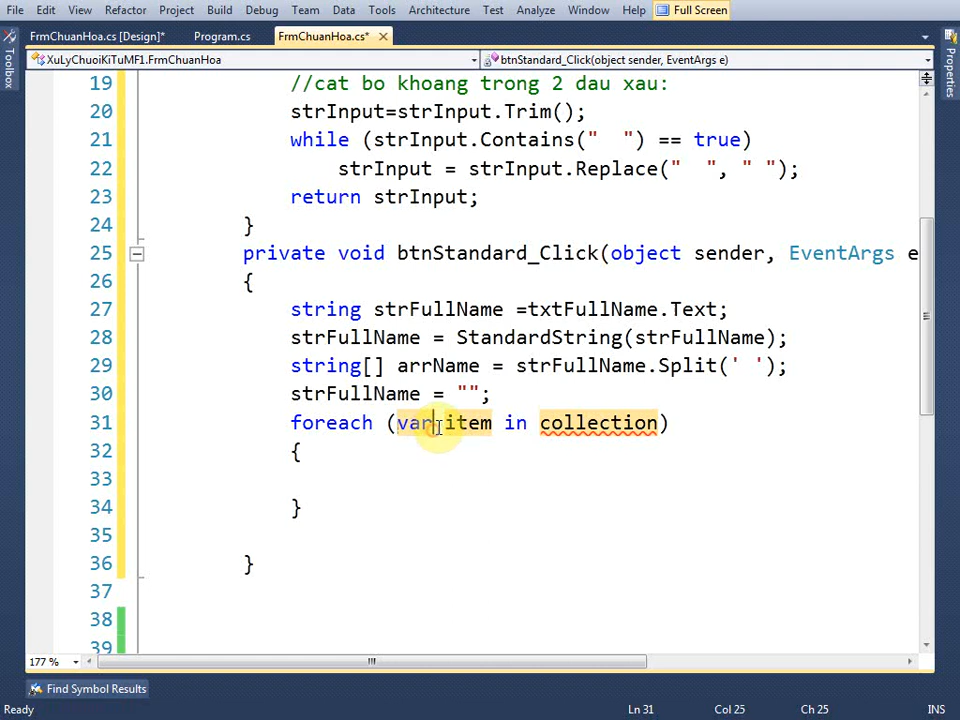 File Edit View Refactor Project Build Debug Team Data Tools Architecture Test Analyze Window Help Full Screen
FrmChuanHoa.cs [Design]* Program.cs FrmChuanHoa.cs*
XuLyChuoiKiTuMF1.FrmChuanHoa btnStandard_Click(object sender, EventArgs e)
Toolbox
Properties
19 //cat bo khoang trong 2 dau xau:
20 strInput=strInput.Trim();
21 while (strInput.Contains("  ") == true)
22 strInput = strInput.Replace("  ", " ");
23 return strInput;
24 }
25 private void btnStandard_Click(object sender, EventArgs e
26 {
27 string strFullName =txtFullName.Text;
28 strFullName = StandardString(strFullName);
29 string[] arrName = strFullName.Split(' ');
30 strFullName = "";
31 foreach (var item in collection)
32 {
33
34 }
35
36 }
37
38
39
177 %
Find Symbol Results
Ready Ln 31 Col 25 Ch 25 INS